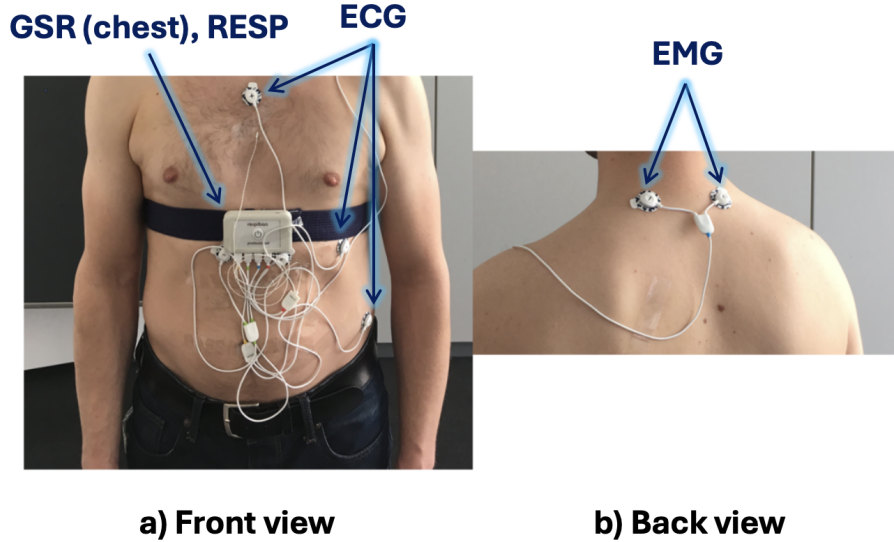 GSR (chest), RESP
ECG
EMG
a) Front view
b) Back view